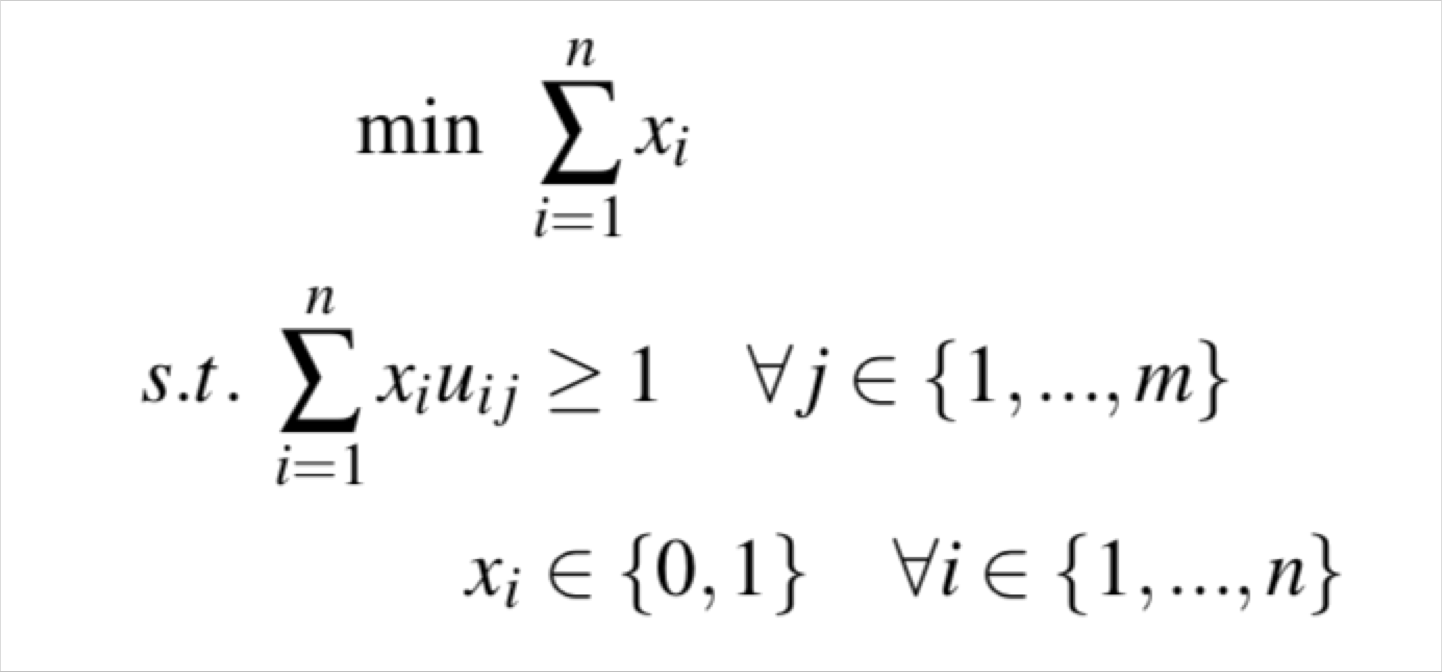 min ∑_{i=1}^{n} x_i
s.t. ∑_{i=1}^{n} x_i u_{ij} ≥ 1 ∀j ∈ {1,...,m}
x_i ∈ {0,1} ∀i ∈ {1,...,n}